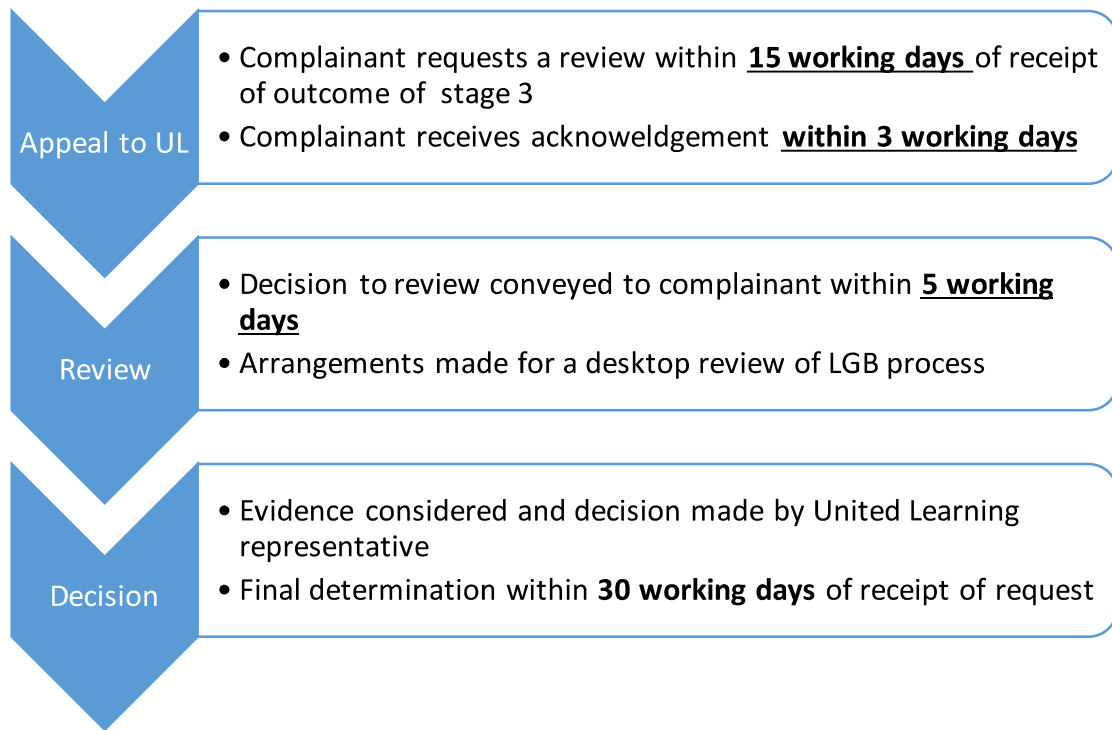 Appeal to UL
• Complainant requests a review within 15 working days of receipt
of outcome of stage 3
• Complainant receives acknoweldgement within 3 working days
Review
• Decision to review conveyed to complainant within 5 working
days
• Arrangements made for a desktop review of LGB process
Decision
• Evidence considered and decision made by United Learning
representative
• Final determination within 30 working days of receipt of request